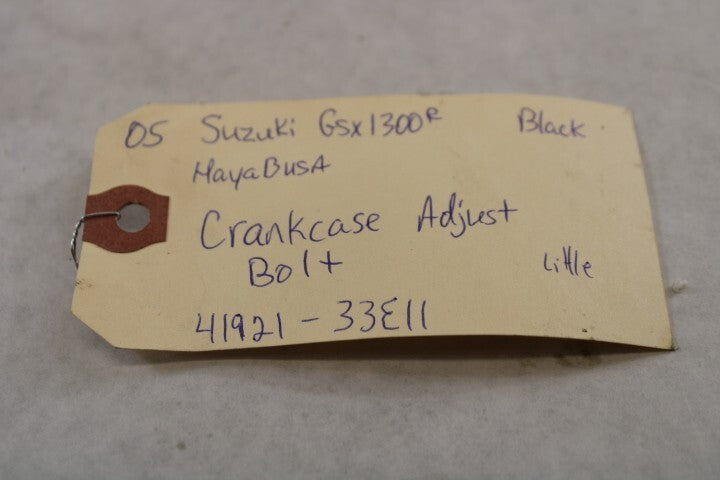 05 Suzuki Gsx1300R Black
HayaBusA
Crankcase Adjust
Bolt Little
41921-33E11